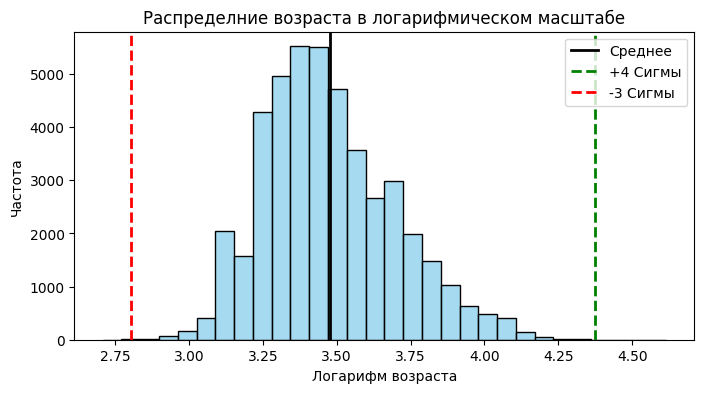 Распределние возраста в логарифмическом масштабе
Среднее
+4 Сигмы
-3 Сигмы
Частота
5000
4000
3000
2000
1000
0
2.75 3.00 3.25 3.50 3.75 4.00 4.25 4.50
Логарифм возраста